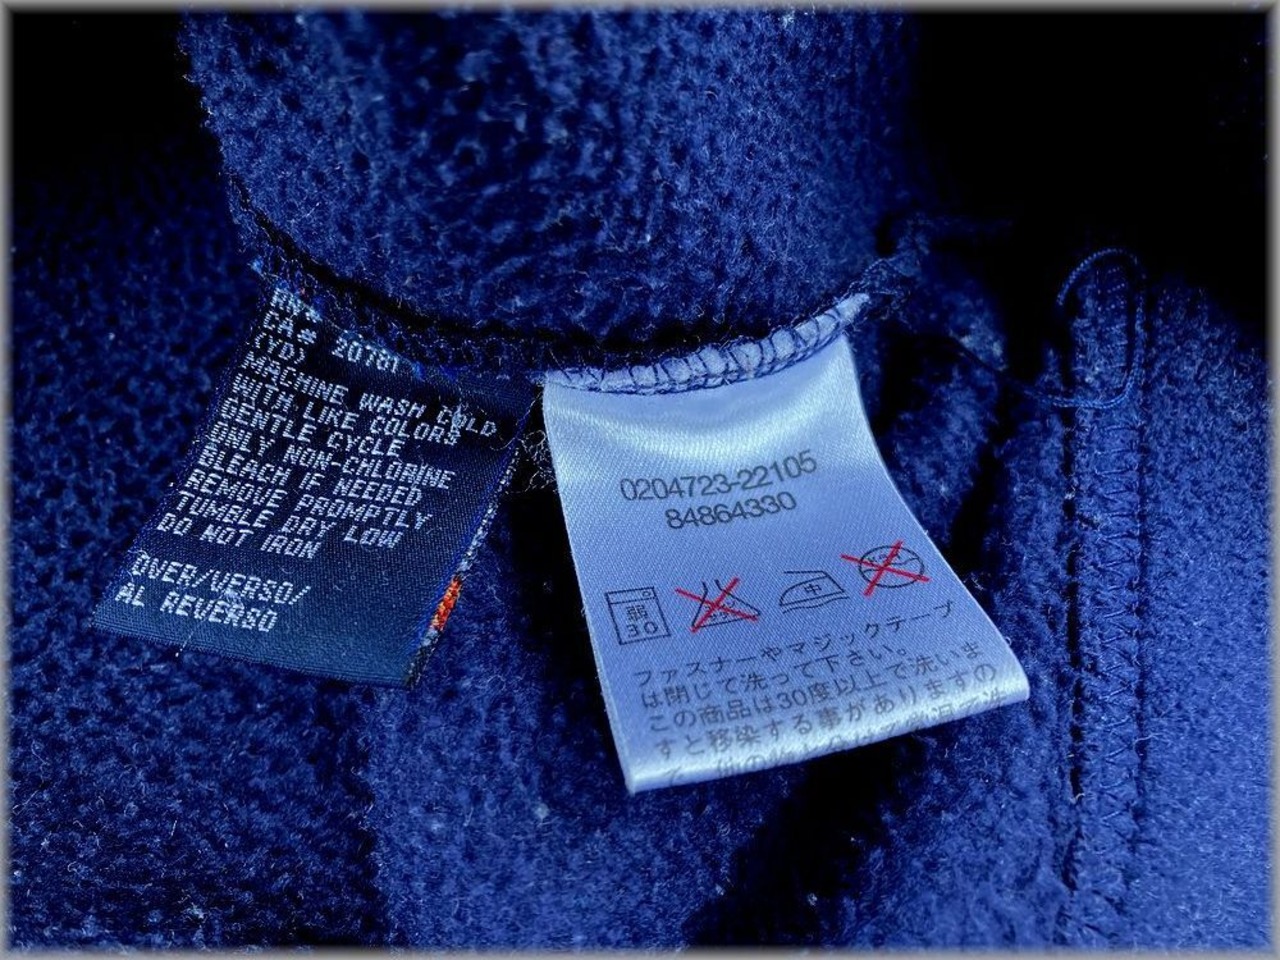 CA# 20781
(YD)
MACHINE WASH COLD
WITH LIKE COLORS
GENTLE CYCLE
ONLY NON-CHLORINE
BLEACH IF NEEDED
REMOVE PROMPTLY
TUMBLE DRY LOW
DO NOT IRON
OVER/VERSO/
AL REVERSO
0204723-22105
84864330
弱
30
中
ファスナーやマジックテープ
は閉じて洗って下さい。
この商品は30度以上で洗いま
すと移染する事がありますの
で